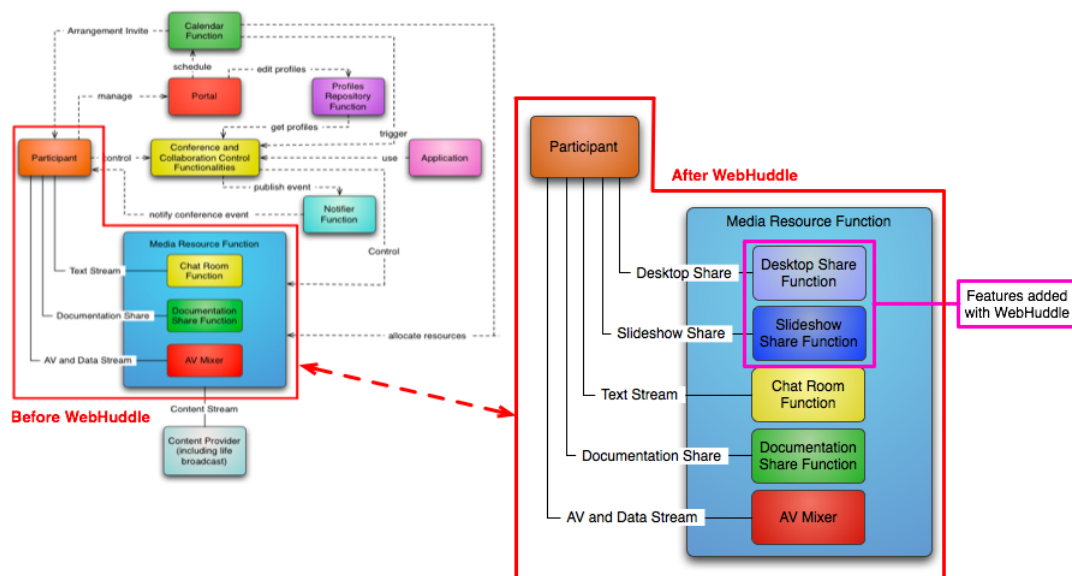 Calendar
Function
Arrangement Invite
schedule
edit profiles
manage
Portal
Profiles
Repository
Function
get profiles
trigger
Participant
control
Conference and
Collaboration Control
Functionalities
use
Application
publish event
notify conference event
Notifier
Function
Control
Media Resource Function
Text Stream
Chat Room
Function
Documentation Share
Documentation
Share Function
allocate resources
AV and Data Stream
AV Mixer
Before WebHuddle
Content Stream
Content Provider
(including life
broadcast)
Participant
After WebHuddle
Media Resource Function
Desktop Share
Desktop Share
Function
Features added
with WebHuddle
Slideshow Share
Slideshow
Share Function
Text Stream
Chat Room
Function
Documentation Share
Documentation
Share Function
AV and Data Stream
AV Mixer